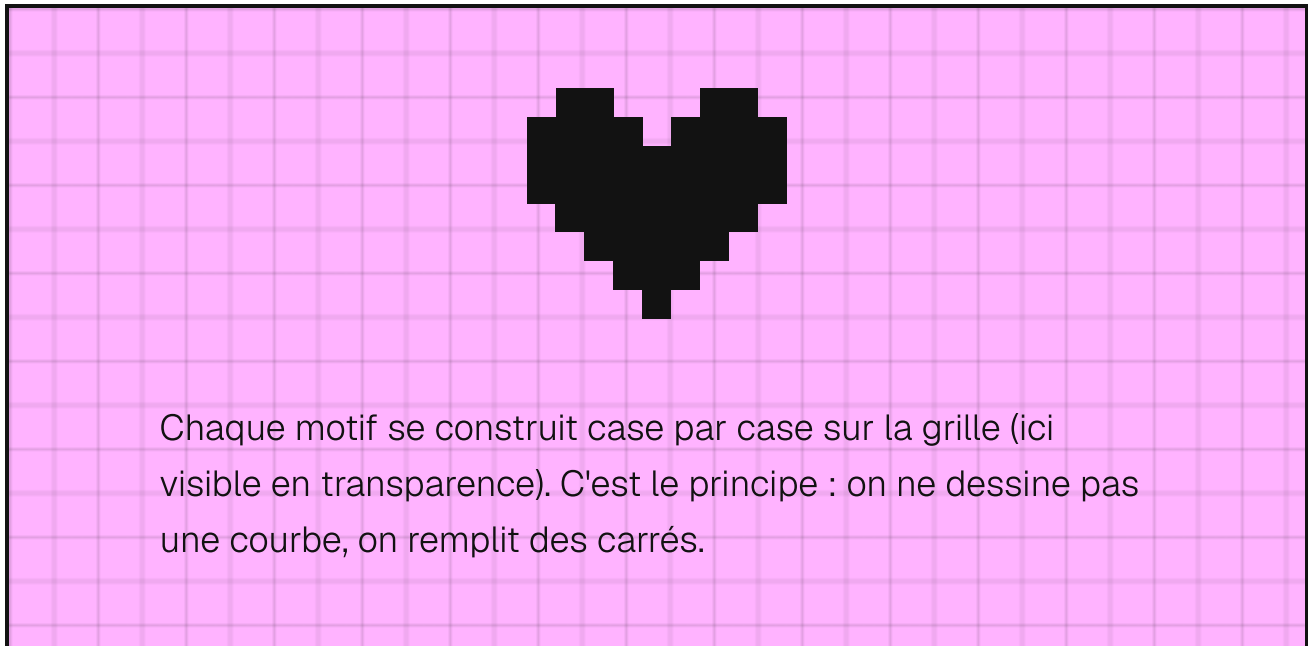 Chaque motif se construit case par case sur la grille (ici
visible en transparence). C'est le principe : on ne dessine pas
une courbe, on remplit des carrés.